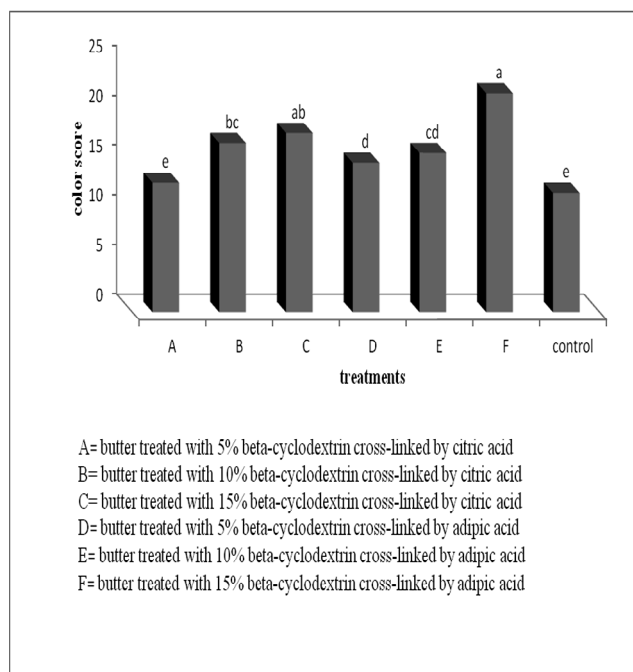 25
20
15
10
5
0
color score
e
bc
ab
d
cd
a
e
A B C D E F control
treatments
A= butter treated with 5% beta-cyclodextrin cross-linked by citric acid
B= butter treated with 10% beta-cyclodextrin cross-linked by citric acid
C= butter treated with 15% beta-cyclodextrin cross-linked by citric acid
D= butter treated with 5% beta-cyclodextrin cross-linked by adipic acid
E= butter treated with 10% beta-cyclodextrin cross-linked by adipic acid
F= butter treated with 15% beta-cyclodextrin cross-linked by adipic acid